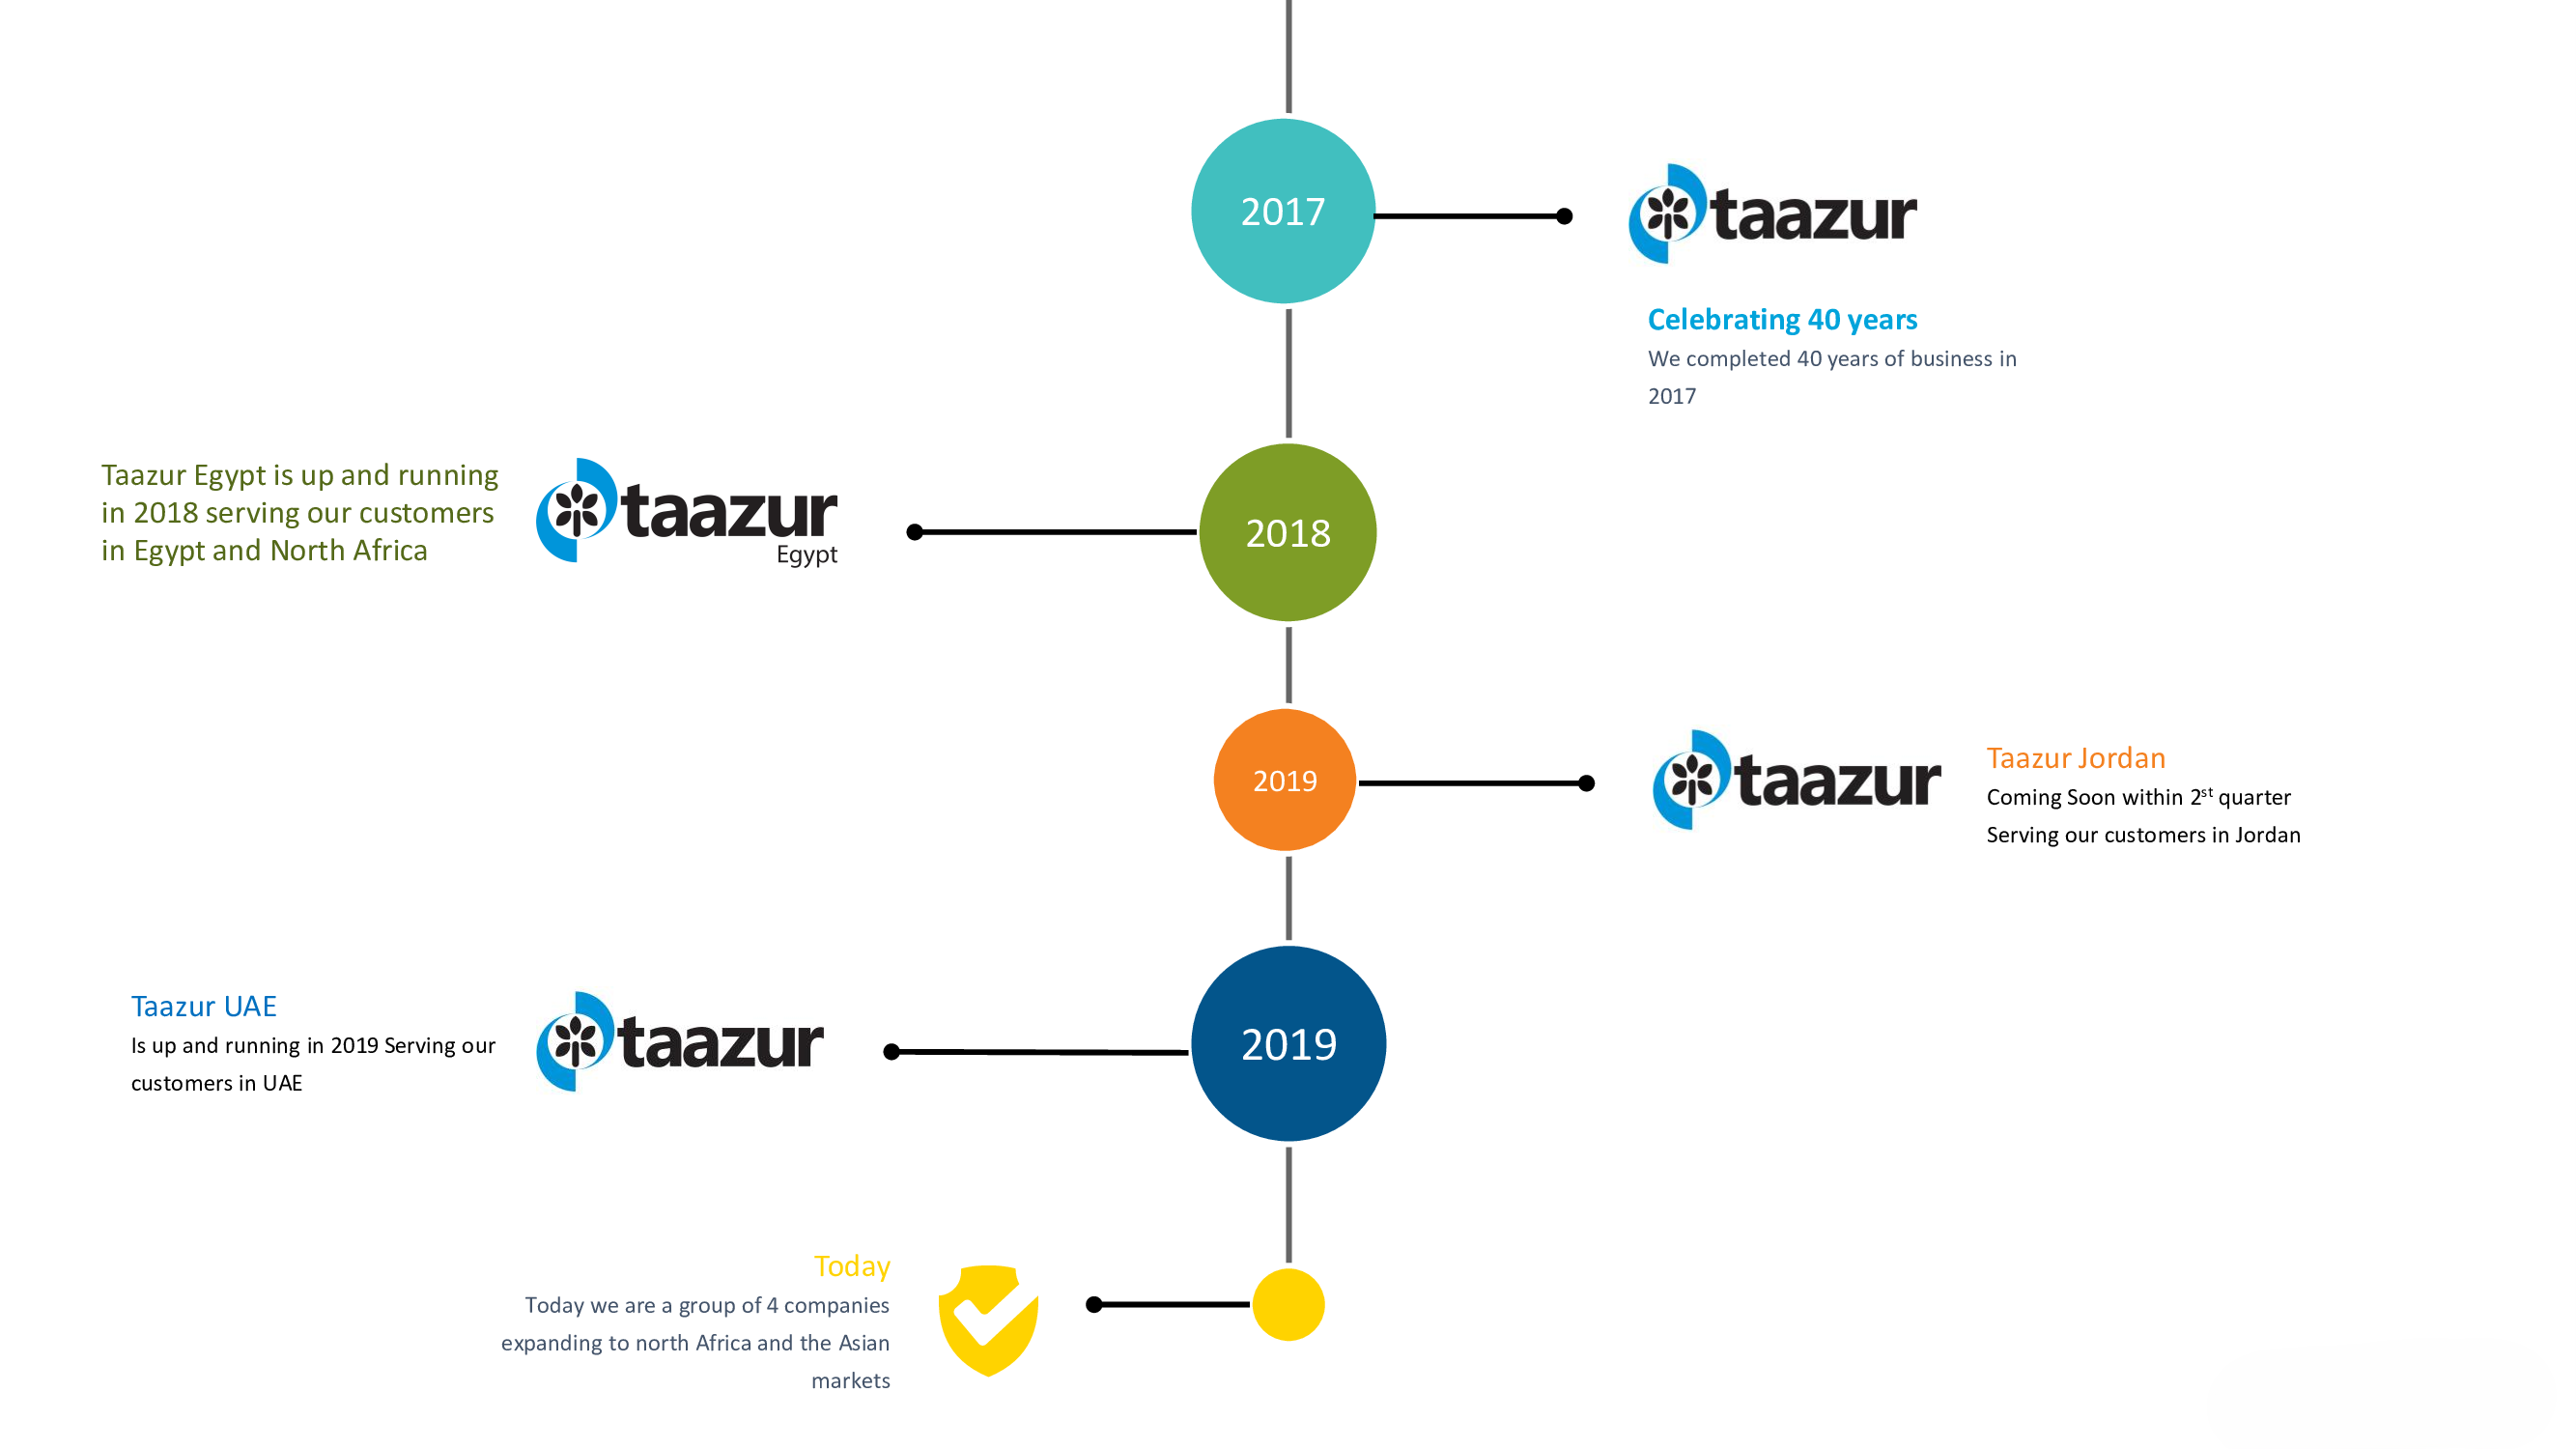 2017
taazur
Celebrating 40 years
We completed 40 years of business in
2017
Taazur Egypt is up and running
in 2018 serving our customers
in Egypt and North Africa
taazur
Egypt
2018
2019
taazur
Taazur Jordan
Coming Soon within 2st quarter
Serving our customers in Jordan
Taazur UAE
Is up and running in 2019 Serving our
customers in UAE
taazur
2019
Today
Today we are a group of 4 companies
expanding to north Africa and the Asian
markets